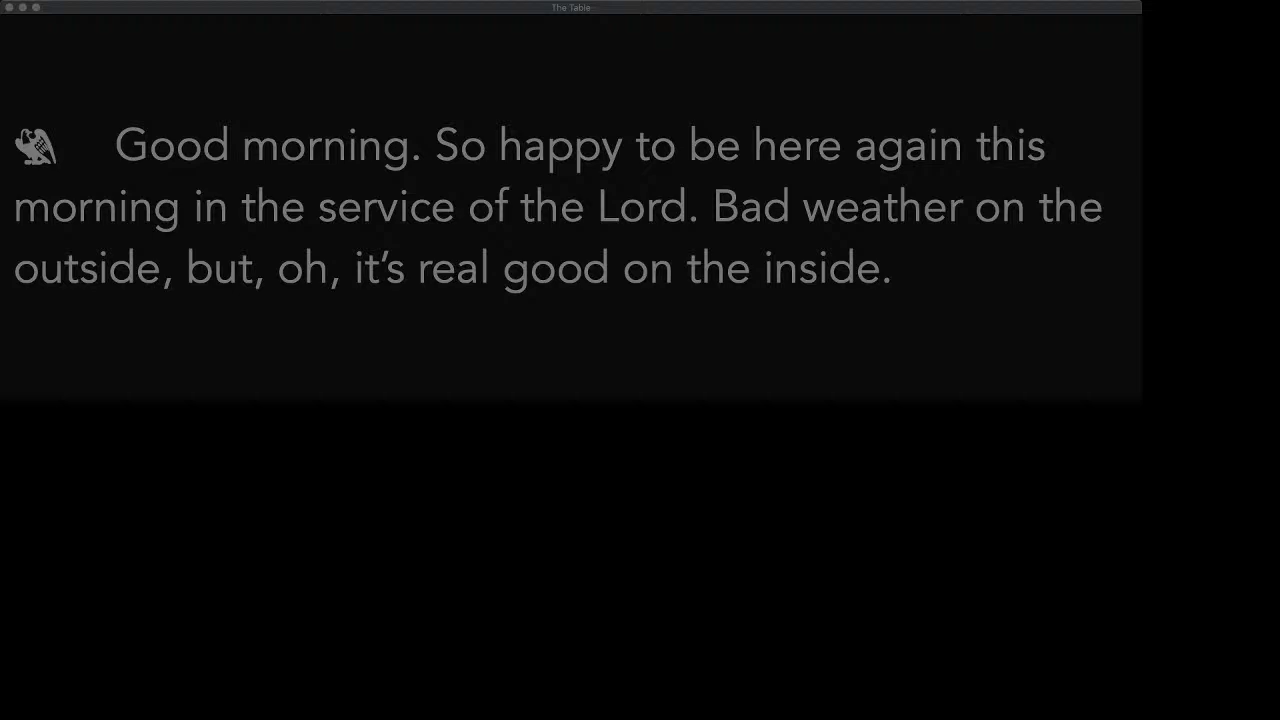 The Table
Good morning. So happy to be here again this
morning in the service of the Lord. Bad weather on the
outside, but, oh, it’s real good on the inside.